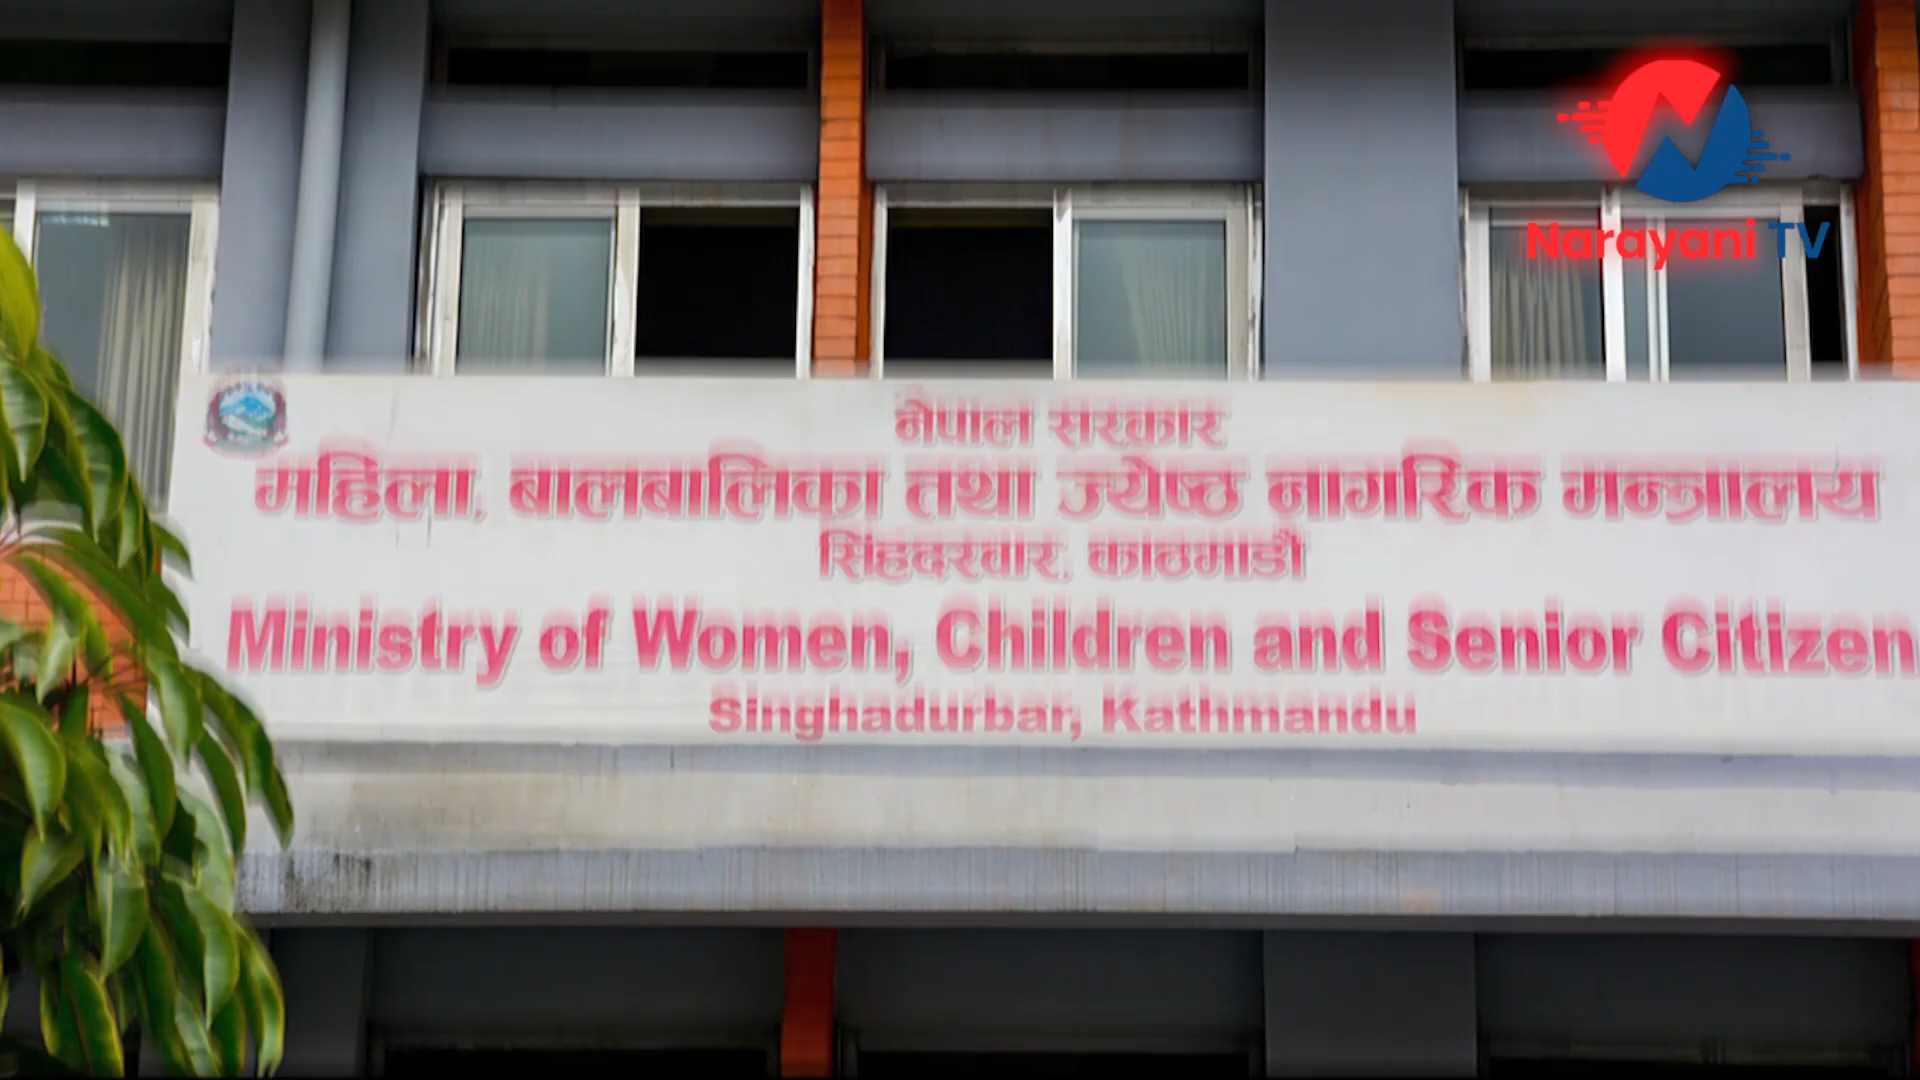 Narayani TV
नेपाल सरकार
महिला, बालबालिका तथा ज्येष्ठ नागरिक मन्त्रालय
सिंहदरवार, काठमाडौं
Ministry of Women, Children and Senior Citizen
Singhadurbar, Kathmandu